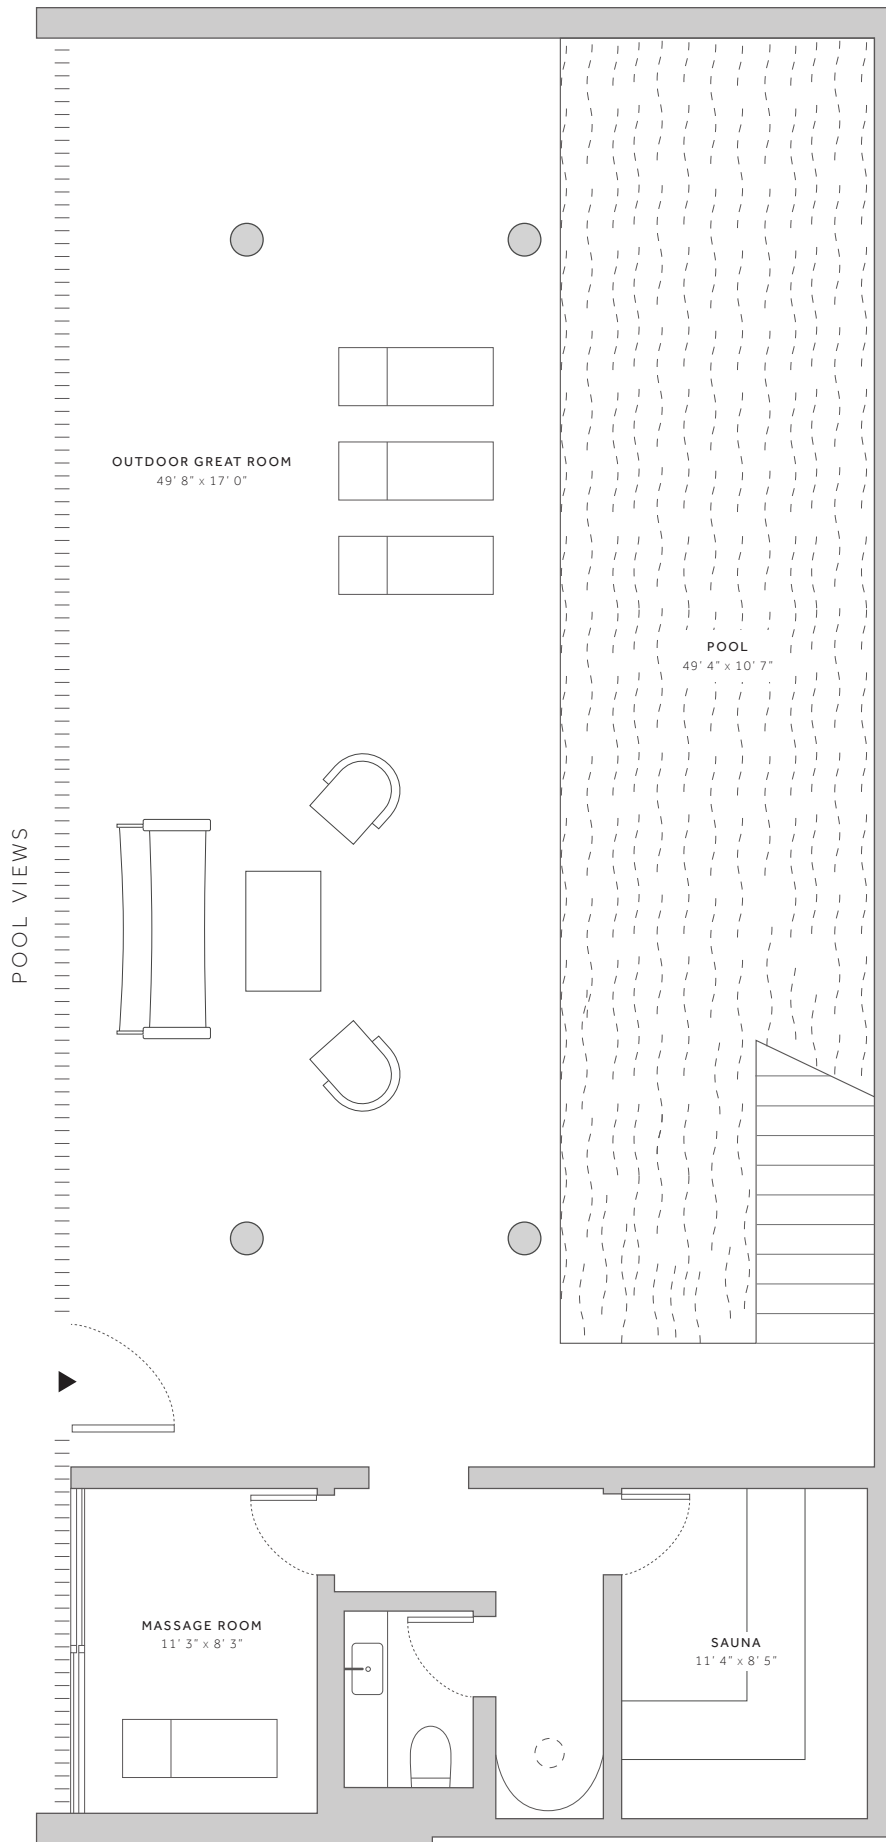 OUTDOOR GREAT ROOM
49' 8" x 17' 0"
POOL
49' 4" x 10' 7"
POOL VIEWS
MASSAGE ROOM
11' 3" x 8' 3"
SAUNA
11' 4" x 8' 5"